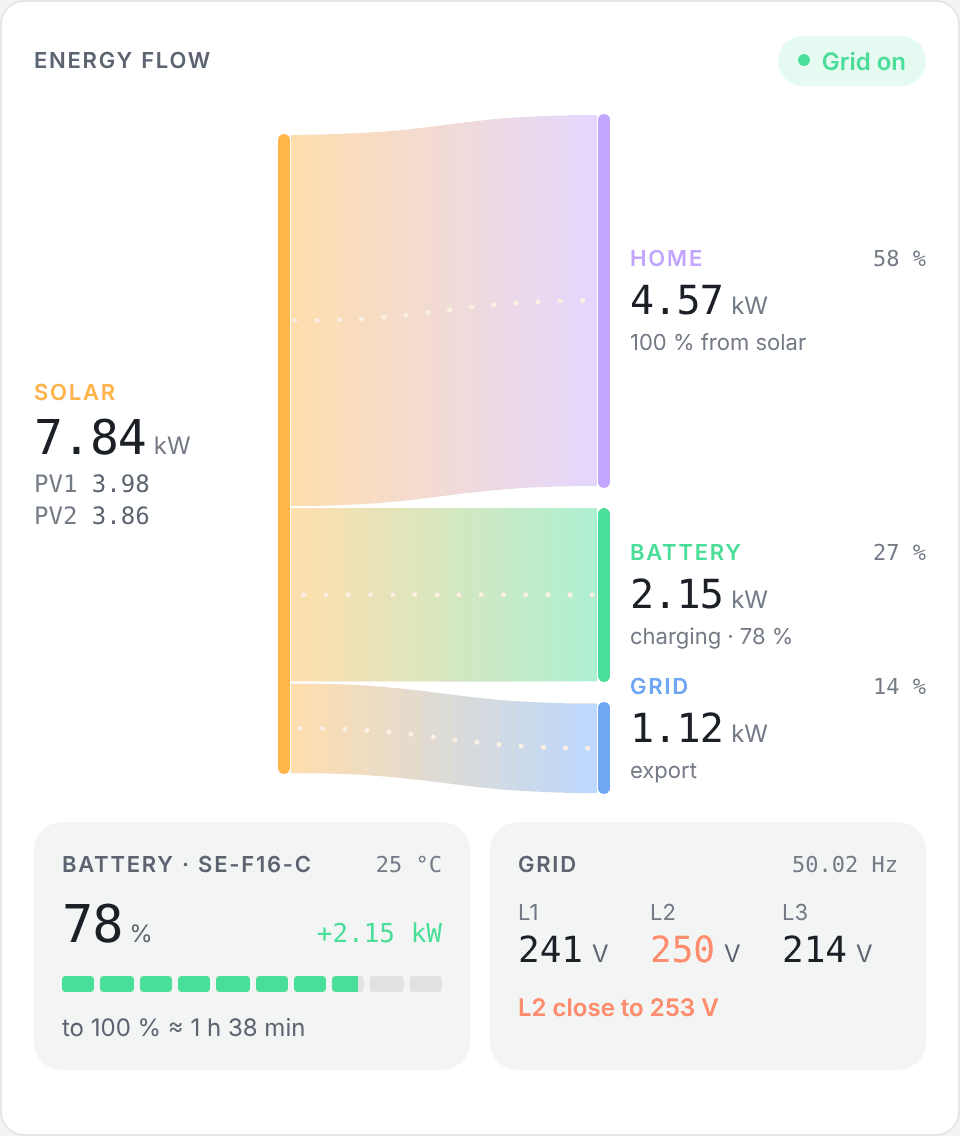 ENERGY FLOW
Grid on
SOLAR
7.84 kW
PV1 3.98
PV2 3.86
HOME 58 %
4.57 kW
100 % from solar
BATTERY 27 %
2.15 kW
charging · 78 %
GRID 14 %
1.12 kW
export
BATTERY · SE-F16-C 25 °C
78 % +2.15 kW
to 100 % ≈ 1 h 38 min
GRID 50.02 Hz
L1 L2 L3
241 V 250 V 214 V
L2 close to 253 V